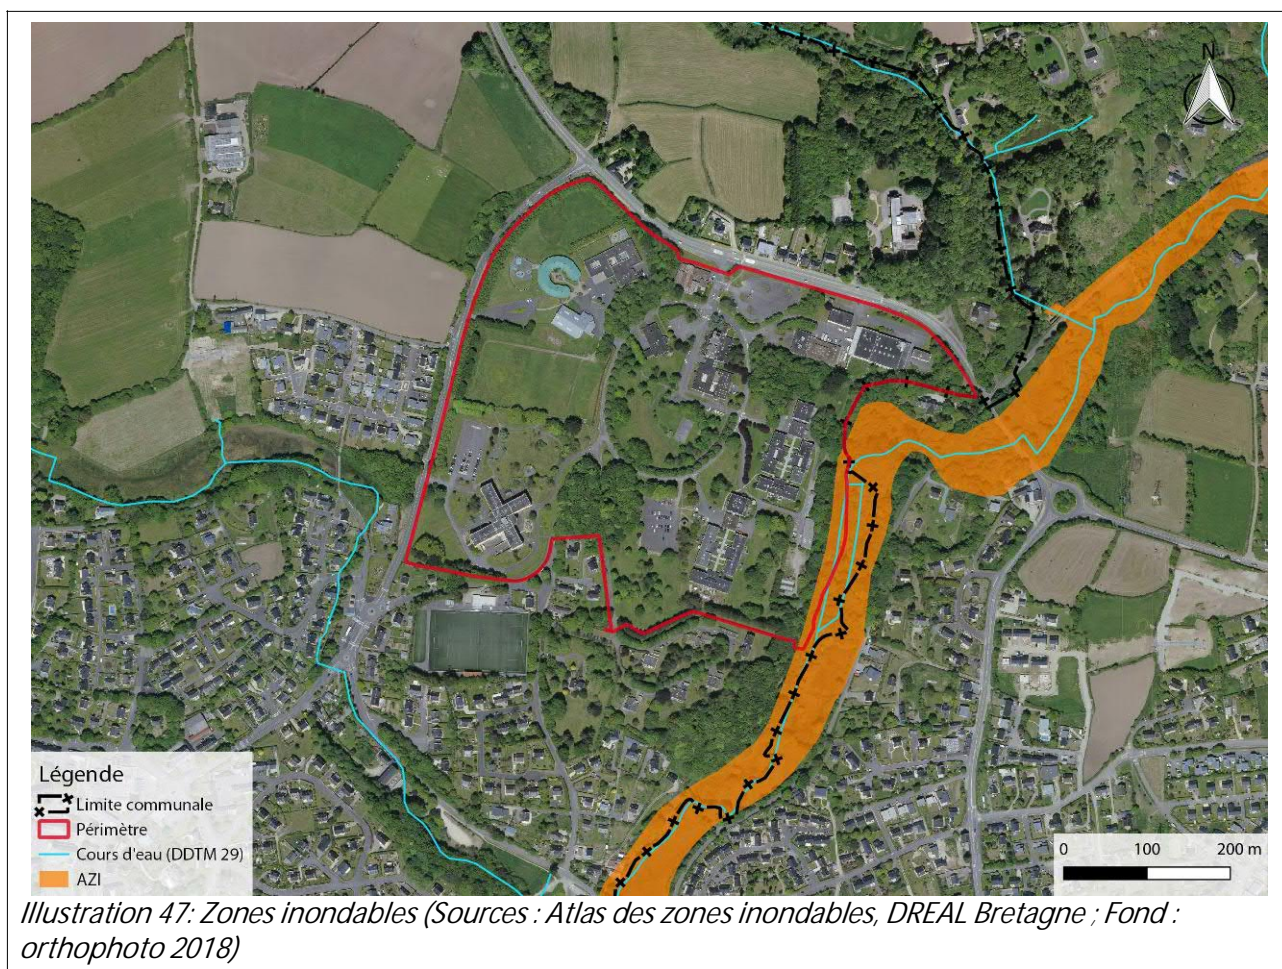 N
Légende
Limite communale
Périmètre
Cours d'eau (DDTM 29)
AZI
0 100 200 m
Illustration 47: Zones inondables (Sources : Atlas des zones inondables, DREAL Bretagne ; Fond :
orthophoto 2018)